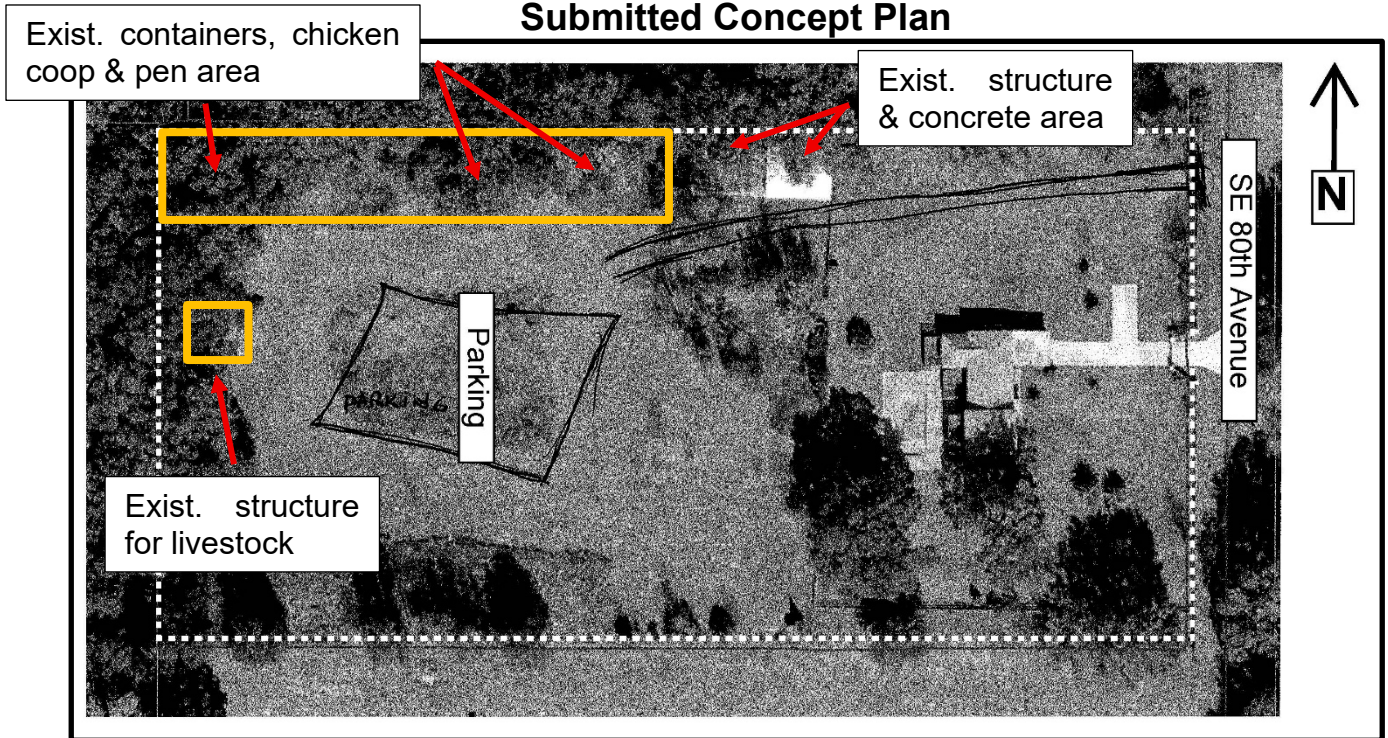 Submitted Concept Plan
Exist. containers, chicken
coop & pen area
Exist. structure
& concrete area
N
SE 80th Avenue
Parking
PARKING
Exist. structure
for livestock